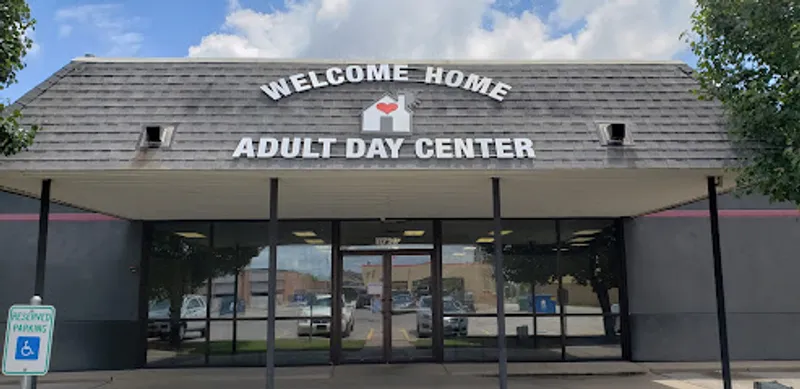 WELCOME HOME
ADULT DAY CENTER
RESERVED
PARKING